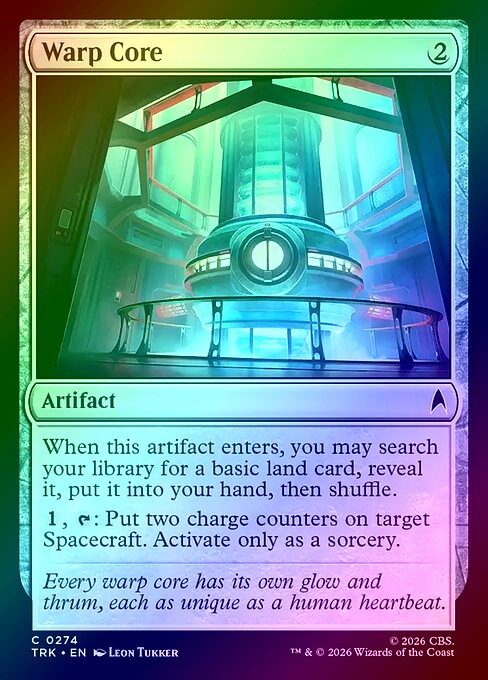 Warp Core 2
Artifact
When this artifact enters, you may search
your library for a basic land card, reveal
it, put it into your hand, then shuffle.
1, : Put two charge counters on target
Spacecraft. Activate only as a sorcery.
Every warp core has its own glow and
thrum, each as unique as a human heartbeat.
C 0274 © 2026 CBS.
TRK • EN Leon Tukker ™ & © 2026 Wizards of the Coast